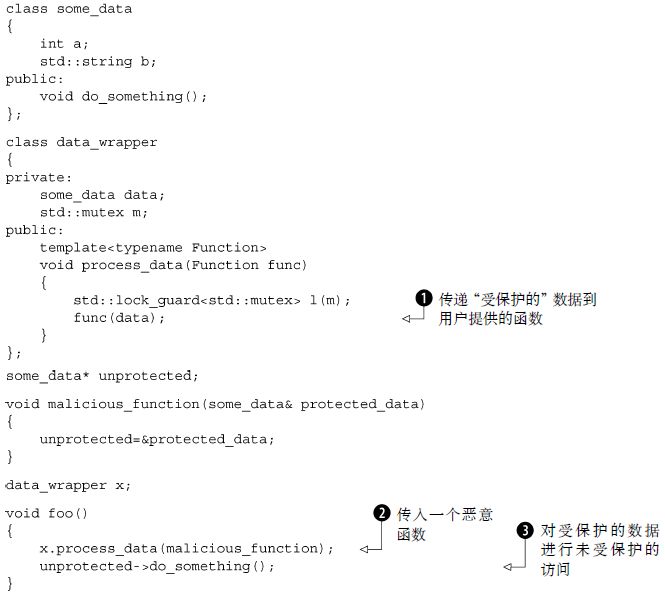 class some_data
{
    int a;
    std::string b;
public:
    void do_something();
};
class data_wrapper
{
private:
    some_data data;
    std::mutex m;
public:
    template<typename Function>
    void process_data(Function func)
    {
        std::lock_guard<std::mutex> l(m);
        func(data);
    }
};
❶ 传递“受保护的”数据到
用户提供的函数
some_data* unprotected;
void malicious_function(some_data& protected_data)
{
    unprotected=&protected_data;
}
data_wrapper x;
void foo()
{
    x.process_data(malicious_function);
    unprotected->do_something();
}
❷ 传入一个恶意
函数
❸ 对受保护的数据
进行未受保护的
访问